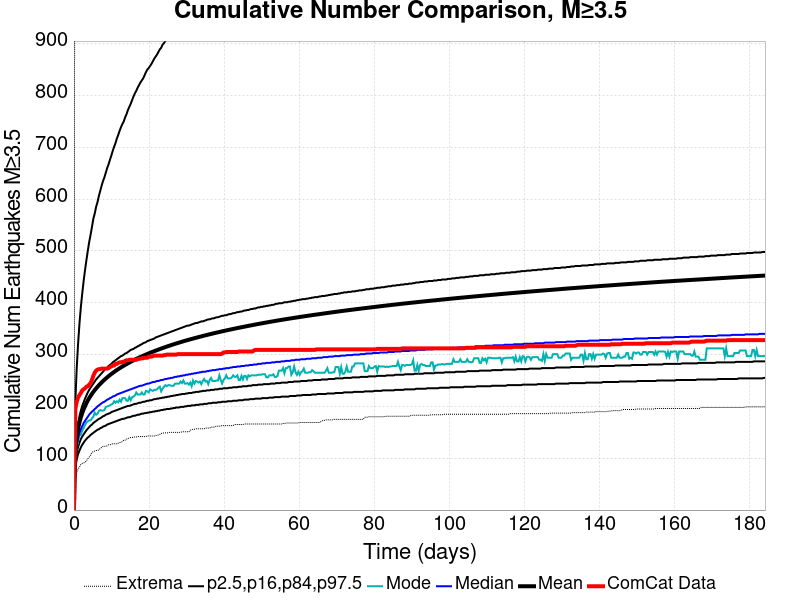 Cumulative Number Comparison, M≥3.5
Cumulative Num Earthquakes M≥3.5
900
800
700
600
500
400
300
200
100
0
0 20 40 60 80 100 120 140 160 180
Time (days)
Extrema p2.5,p16,p84,p97.5 Mode Median Mean ComCat Data